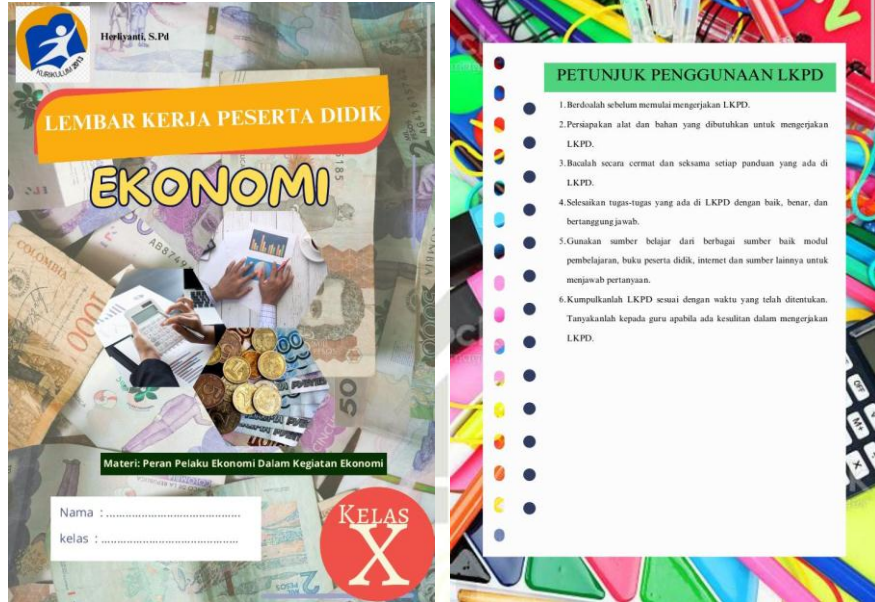 Herliyanti, S.Pd
KURIKULUM 2013
LEMBAR KERJA PESERTA DIDIK
EKONOMI
Materi: Peran Pelaku Ekonomi Dalam Kegiatan Ekonomi
Nama : ..........................................
kelas : ..........................................
KELAS
X
PETUNJUK PENGGUNAAN LKPD
1. Berdoalah sebelum memulai mengerjakan LKPD.
2. Persiapakan alat dan bahan yang dibutuhkan untuk mengerjakan
LKPD.
3. Bacalah secara cermat dan seksama setiap panduan yang ada di
LKPD.
4. Selesaikan tugas-tugas yang ada di LKPD dengan baik, benar, dan
bertanggung jawab.
5. Gunakan sumber belajar dari berbagai sumber baik modul
pembelajaran, buku peserta didik, internet dan sumber lainnya untuk
menjawab pertanyaan.
6. Kumpulkanlah LKPD sesuai dengan waktu yang telah ditentukan.
Tanyakanlah kepada guru apabila ada kesulitan dalam mengerjakan
LKPD.